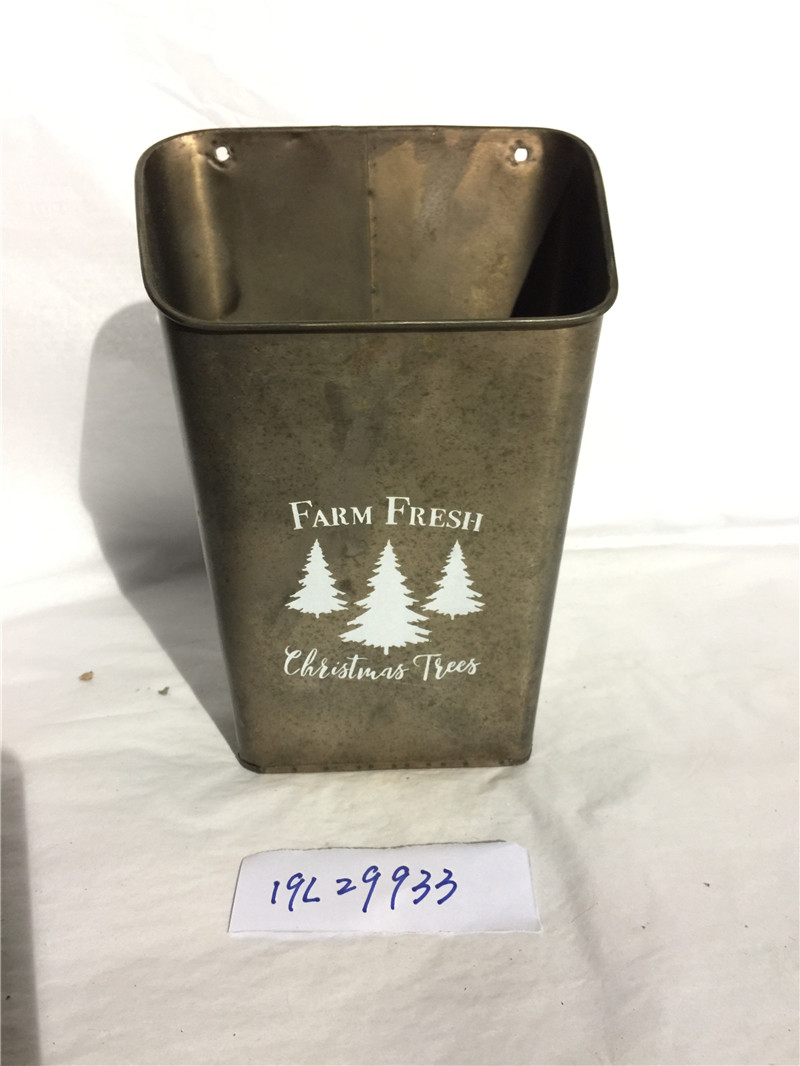 FARM FRESH
Christmas Trees
19L29933